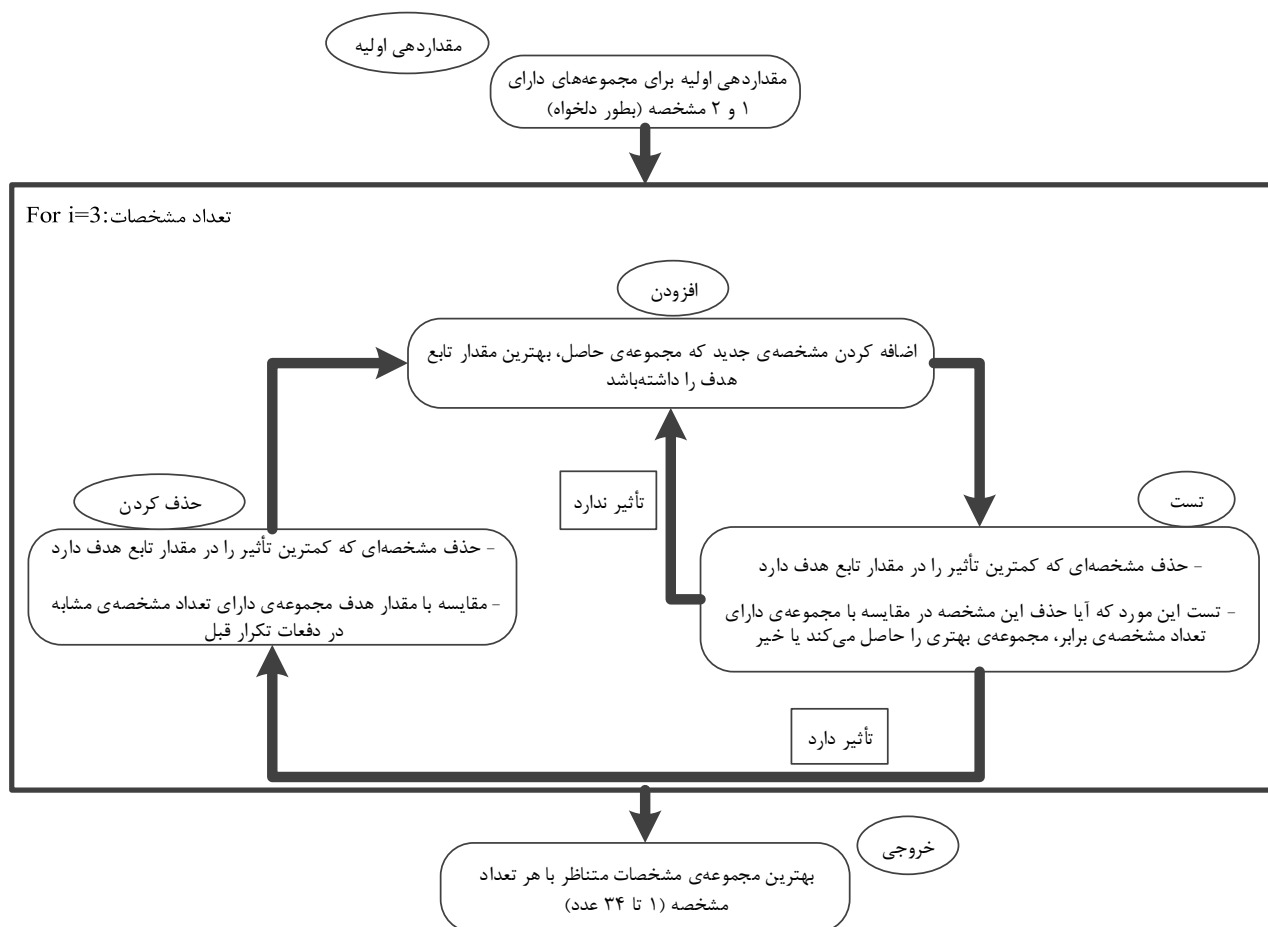 مقداردهی اولیه
مقداردهی اولیه برای مجموعه‌های دارای
۱ و ۲ مشخصه (بطور دلخواه)
For i=3:تعداد مشخصات
افزودن
اضافه کردن مشخصه‌ی جدید که مجموعه‌ی حاصل، بهترین مقدار تابع
هدف را داشته‌باشد
تأثیر ندارد
تست
حذف کردن
- حذف مشخصه‌ای که کمترین تأثیر را در مقدار تابع هدف دارد
- مقایسه با مقدار هدف مجموعه‌ی دارای تعداد مشخصه‌ی مشابه
در دفعات تکرار قبل
- حذف مشخصه‌ای که کمترین تأثیر را در مقدار تابع هدف دارد
- تست این مورد که آیا حذف این مشخصه در مقایسه با مجموعه‌ی دارای
تعداد مشخصه‌ی برابر، مجموعه‌ی بهتری را حاصل می‌کند یا خیر
تأثیر دارد
خروجی
بهترین مجموعه‌ی مشخصات متناظر با هر تعداد
مشخصه (۱ تا ۳۴ عدد)